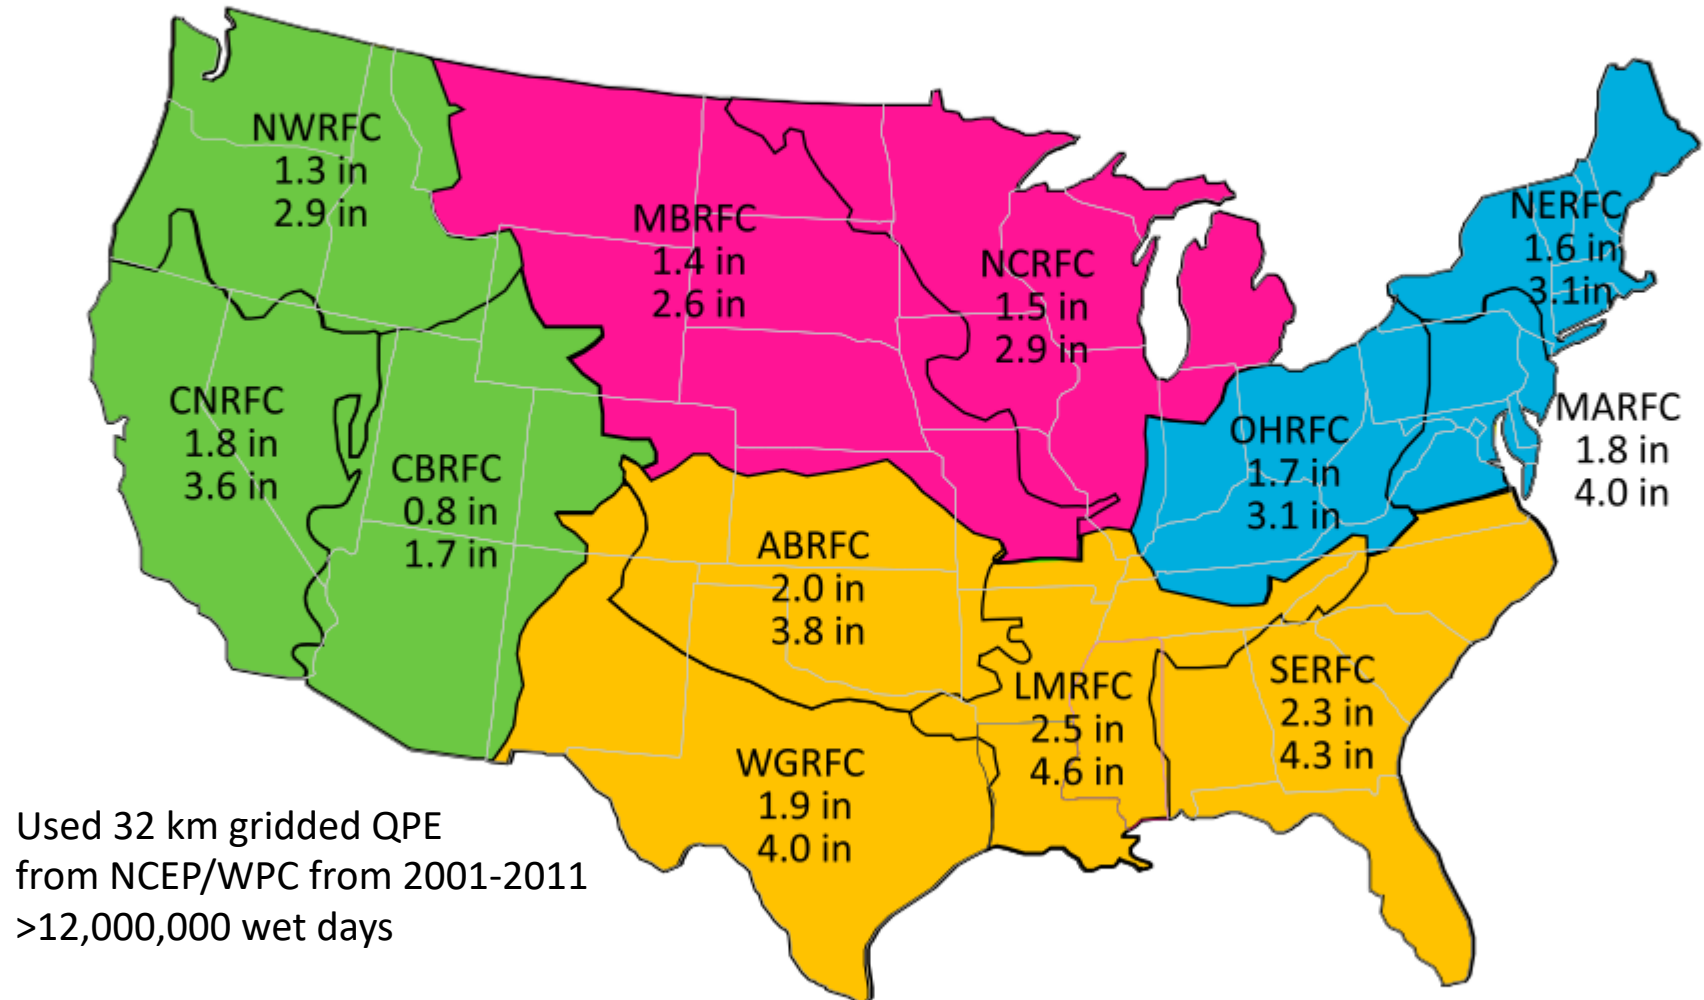 NWRFC
1.3 in
2.9 in
MBRFC
1.4 in
2.6 in
NCRFC
1.5 in
2.9 in
NERFC
1.6 in
3.1in
CNRFC
1.8 in
3.6 in
CBRFC
0.8 in
1.7 in
OHRFC
1.7 in
3.1 in
MARFC
1.8 in
4.0 in
ABRFC
2.0 in
3.8 in
LMRFC
2.5 in
4.6 in
SERFC
2.3 in
4.3 in
WGRFC
1.9 in
4.0 in
Used 32 km gridded QPE
from NCEP/WPC from 2001-2011
>12,000,000 wet days